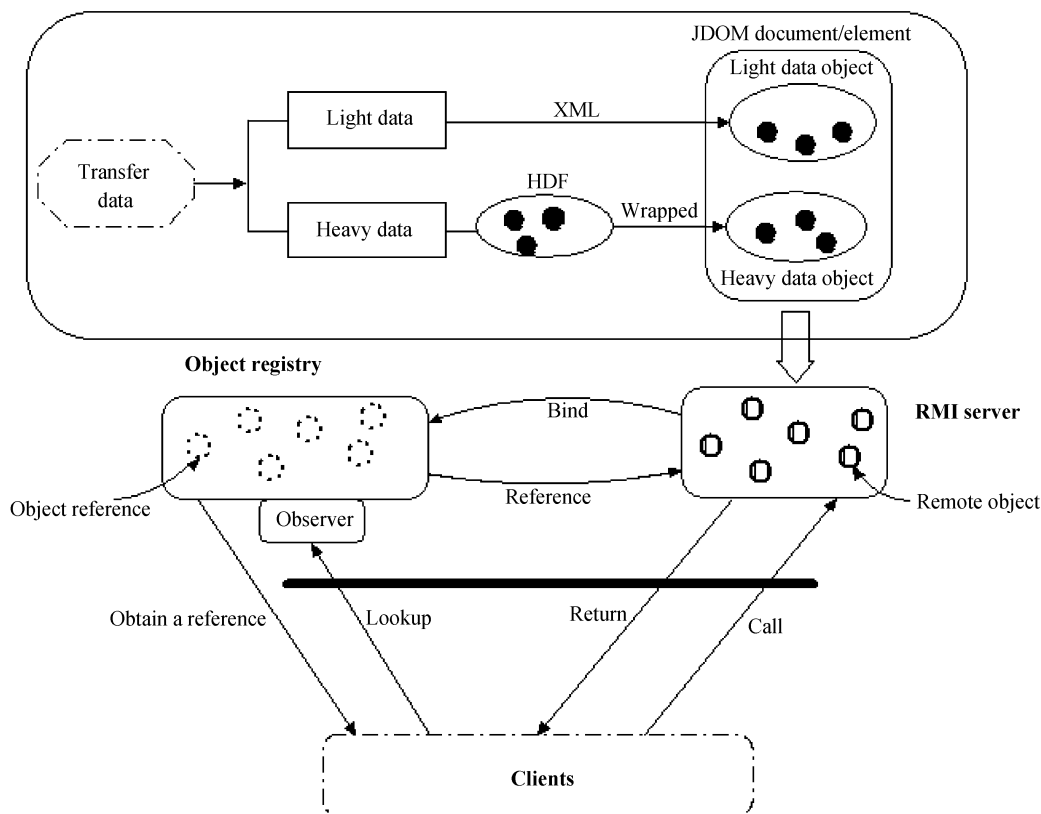 JDOM document/element
Light data object
Light data
XML
Transfer
data
HDF
Heavy data
Wrapped
Heavy data object
Object registry
Bind
RMI server
Reference
Object reference
Remote object
Observer
Obtain a reference
Lookup
Return
Call
Clients